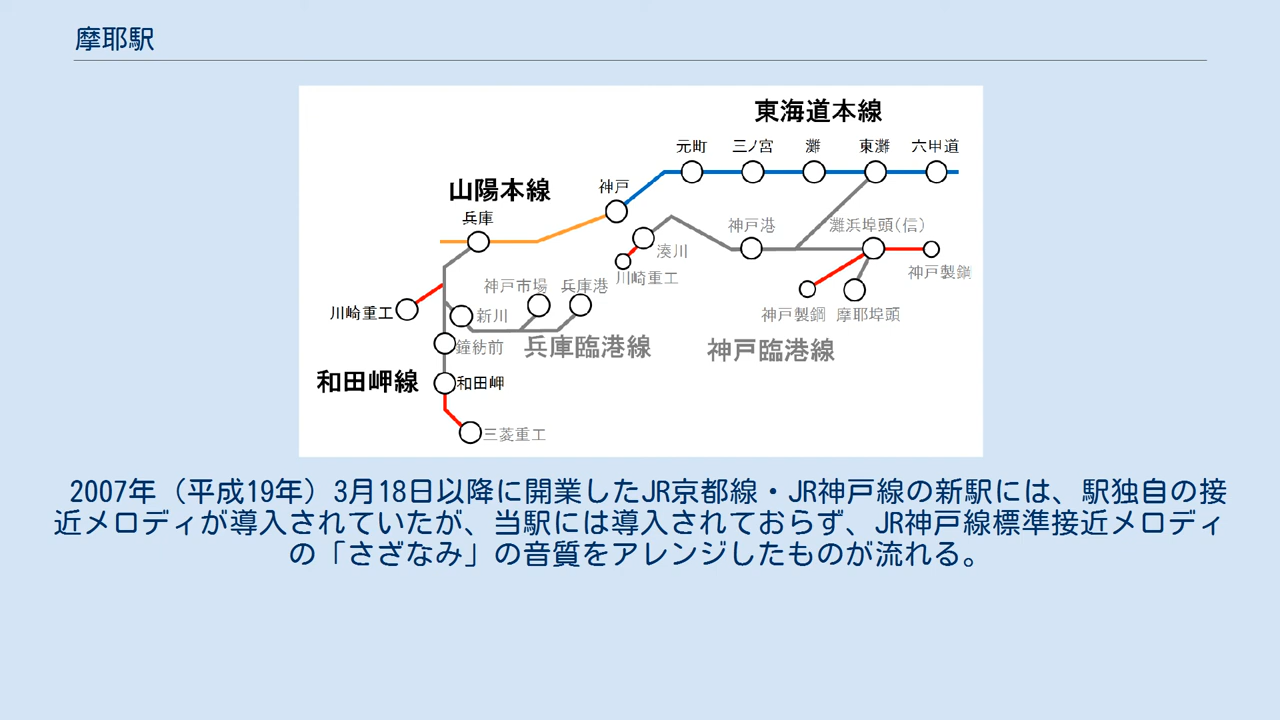 摩耶駅
東海道本線
元町
三ノ宮
灘
東灘
六甲道
山陽本線
神戸
兵庫
神戸港
灘浜埠頭(信)
湊川
川崎重工
神戸製鋼
神戸市場
兵庫港
川崎重工
新川
神戸製鋼
摩耶埠頭
鐘紡前
兵庫臨港線
神戸臨港線
和田岬線
和田岬
三菱重工
2007年（平成19年）3月18日以降に開業したJR京都線・JR神戸線の新駅には、駅独自の接
近メロディが導入されていたが、当駅には導入されておらず、JR神戸線標準接近メロディ
の「さざなみ」の音質をアレンジしたものが流れる。